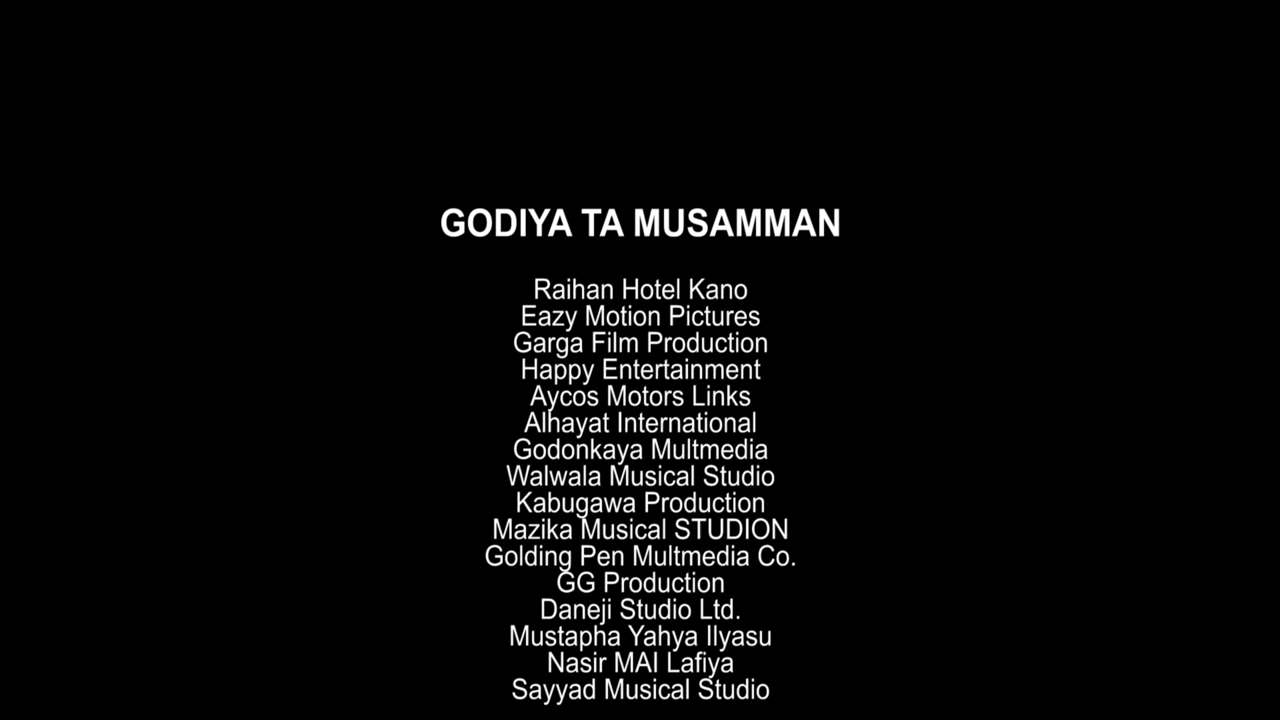 GODIYA TA MUSAMMAN
Raihan Hotel Kano
Eazy Motion Pictures
Garga Film Production
Happy Entertainment
Aycos Motors Links
Alhayat International
Godonkaya Multmedia
Walwala Musical Studio
Kabugawa Production
Mazika Musical STUDION
Golding Pen Multmedia Co.
GG Production
Daneji Studio Ltd.
Mustapha Yahya Ilyasu
Nasir MAI Lafiya
Sayyad Musical Studio